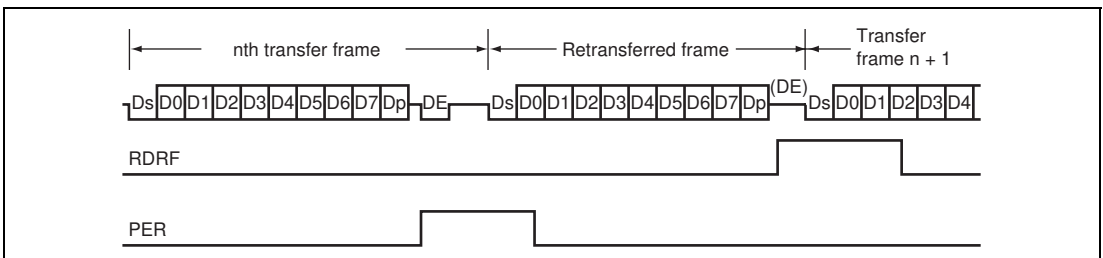 nth transfer frame
Retransferred frame
Transfer
frame n + 1
Ds D0 D1 D2 D3 D4 D5 D6 D7 Dp DE Ds D0 D1 D2 D3 D4 D5 D6 D7 Dp (DE) Ds D0 D1 D2 D3 D4
RDRF
PER